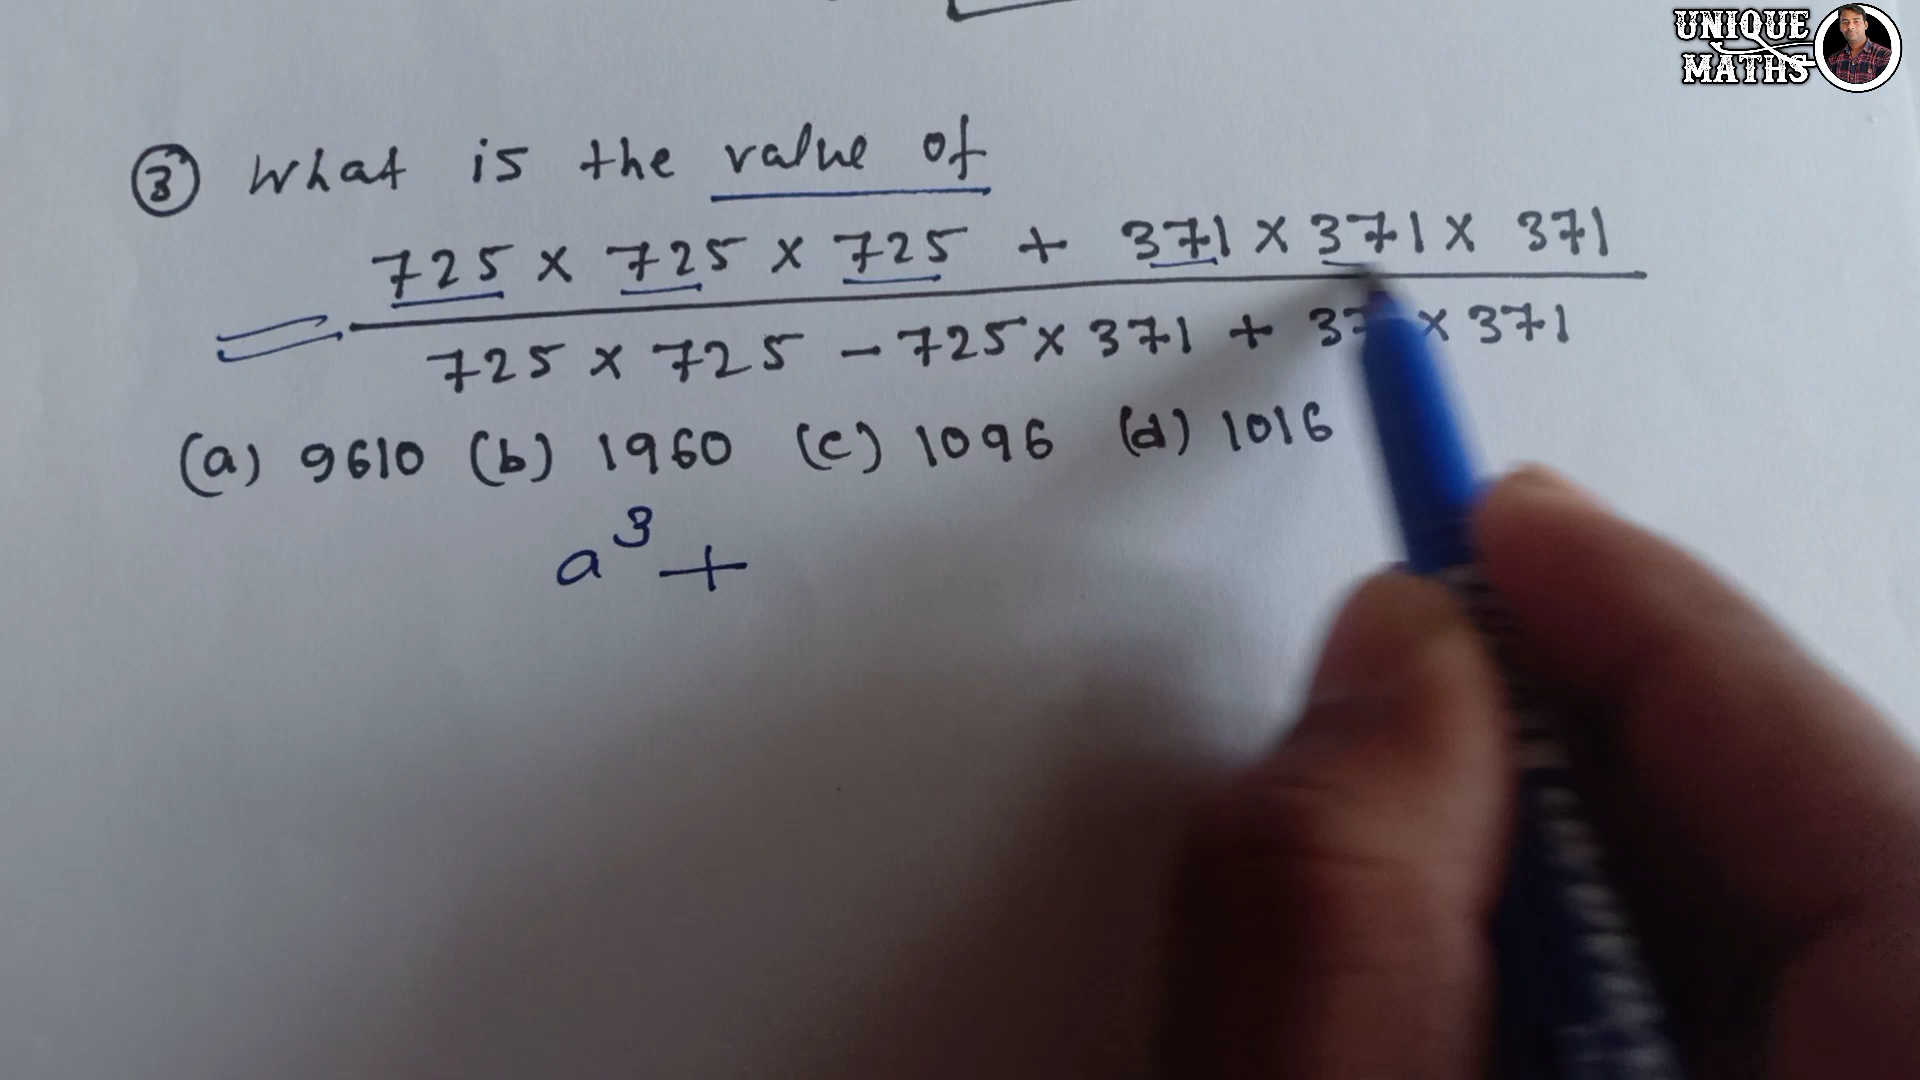 UNIQUE
MATHS
③ What is the value of
725 × 725 × 725 + 371 × 371 × 371
725 × 725 - 725 × 371 + 37 × 371
(a) 9610 (b) 1960 (c) 1096 (d) 1016
a³ +